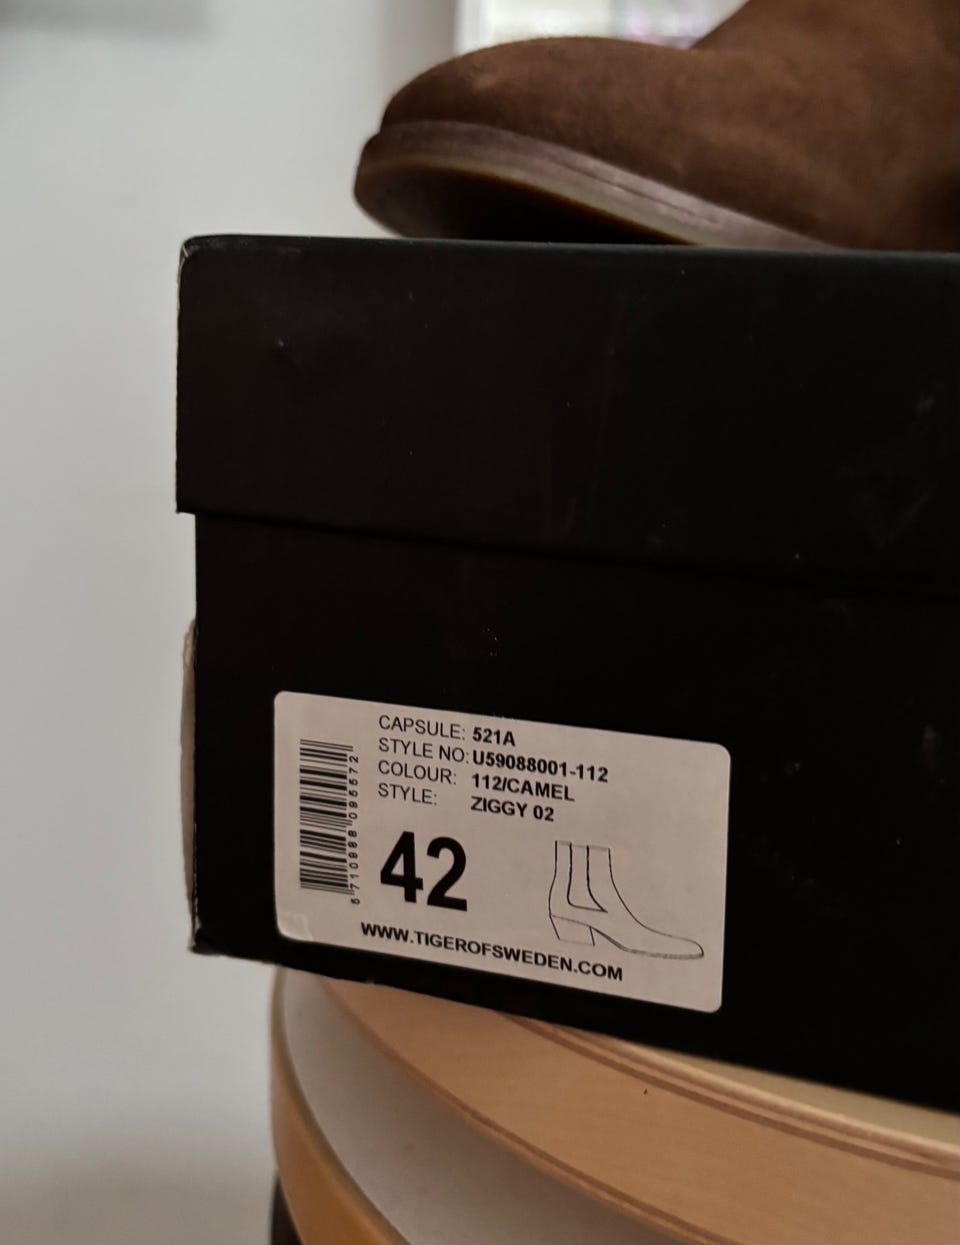 CAPSULE: 521A
STYLE NO: U59088001-112
COLOUR: 112/CAMEL
STYLE: ZIGGY 02
42
WWW.TIGEROFSWEDEN.COM